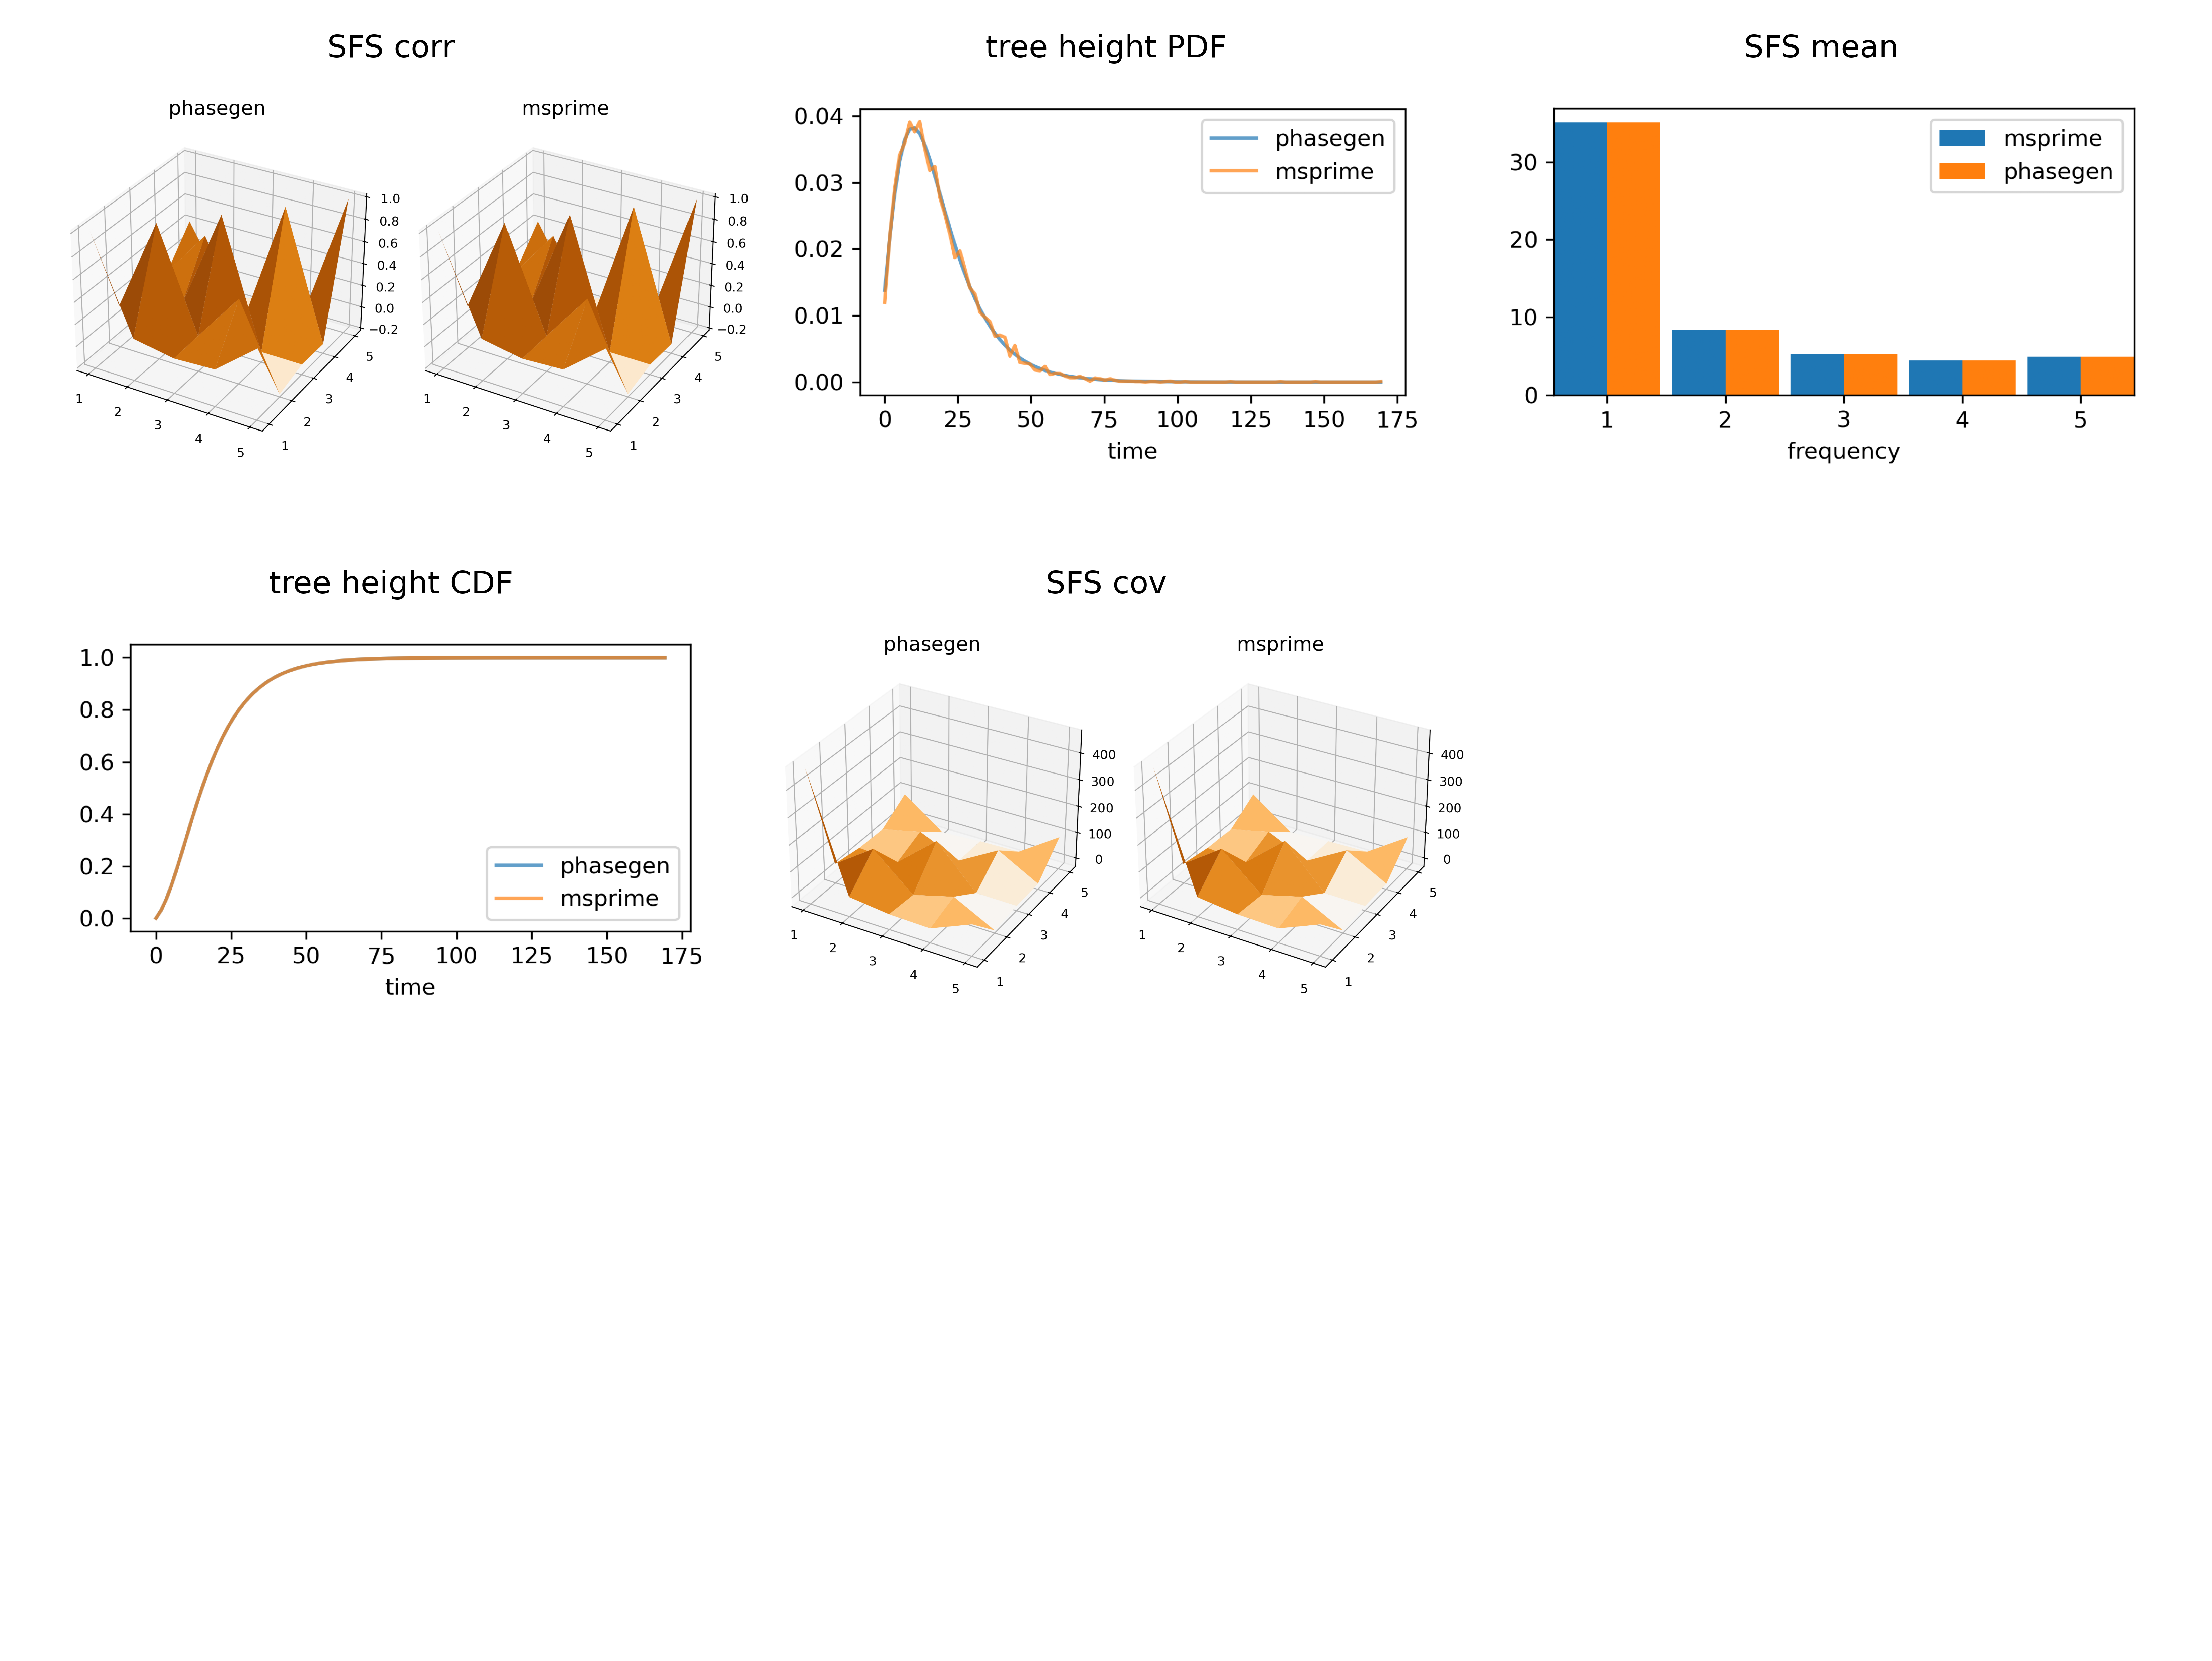 SFS corr
phasegen
msprime
1.0
0.8
0.6
0.4
0.2
0.0
−0.2
1 2 3 4 5
1 2 3 4 5
1.0
0.8
0.6
0.4
0.2
0.0
−0.2
1 2 3 4 5
1 2 3 4 5
tree height PDF
0.04
0.03
0.02
0.01
0.00
phasegen
msprime
0 25 50 75 100 125 150 175
time
SFS mean
30
20
10
0
msprime
phasegen
1 2 3 4 5
frequency
tree height CDF
1.0
0.8
0.6
0.4
0.2
0.0
phasegen
msprime
0 25 50 75 100 125 150 175
time
SFS cov
phasegen
msprime
400
300
200
100
0
1 2 3 4 5
1 2 3 4 5
400
300
200
100
0
1 2 3 4 5
1 2 3 4 5